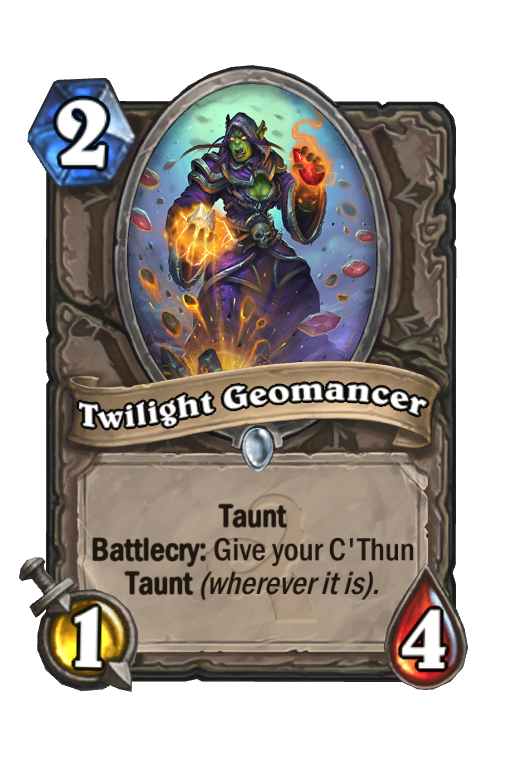 2
Twilight Geomancer
Taunt
Battlecry: Give your C'Thun
Taunt (wherever it is).
1
4